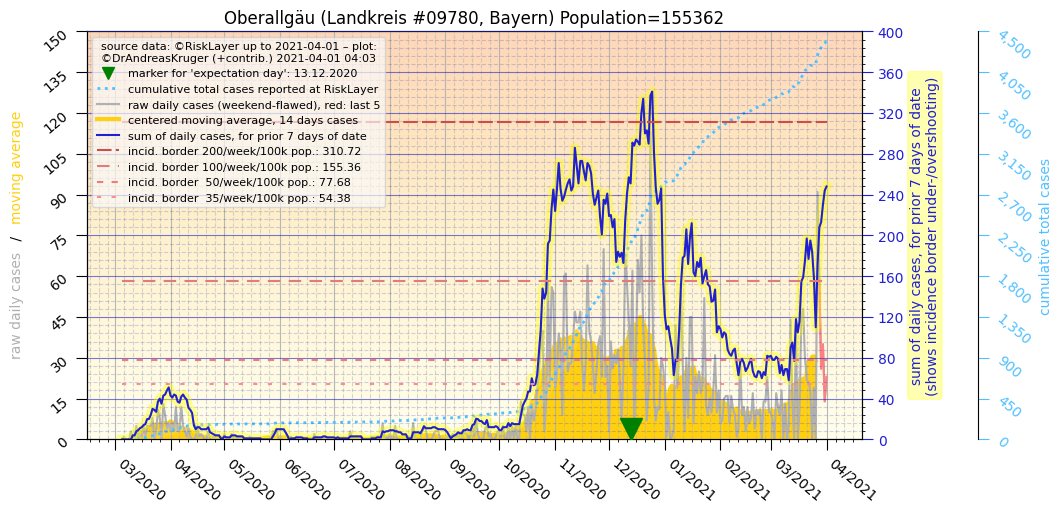 Oberallgäu (Landkreis #09780, Bayern) Population=155362
source data: ©RiskLayer up to 2021-04-01 – plot:
©DrAndreasKruger (+contrib.) 2021-04-01 04:03
marker for 'expectation day': 13.12.2020
cumulative total cases reported at RiskLayer
raw daily cases (weekend-flawed), red: last 5
centered moving average, 14 days cases
sum of daily cases, for prior 7 days of date
incid. border 200/week/100k pop.: 310.72
incid. border 100/week/100k pop.: 155.36
incid. border  50/week/100k pop.: 77.68
incid. border  35/week/100k pop.: 54.38
raw daily cases / moving average
150
135
120
105
90
75
60
45
30
15
0
03/2020
04/2020
05/2020
06/2020
07/2020
08/2020
09/2020
10/2020
11/2020
12/2020
01/2021
02/2021
03/2021
04/2021
400
360
320
280
240
200
160
120
80
40
0
sum of daily cases, for prior 7 days of date
(shows incidence border under-/overshooting)
4,500
4,050
3,600
3,150
2,700
2,250
1,800
1,350
900
450
0
cumulative total cases